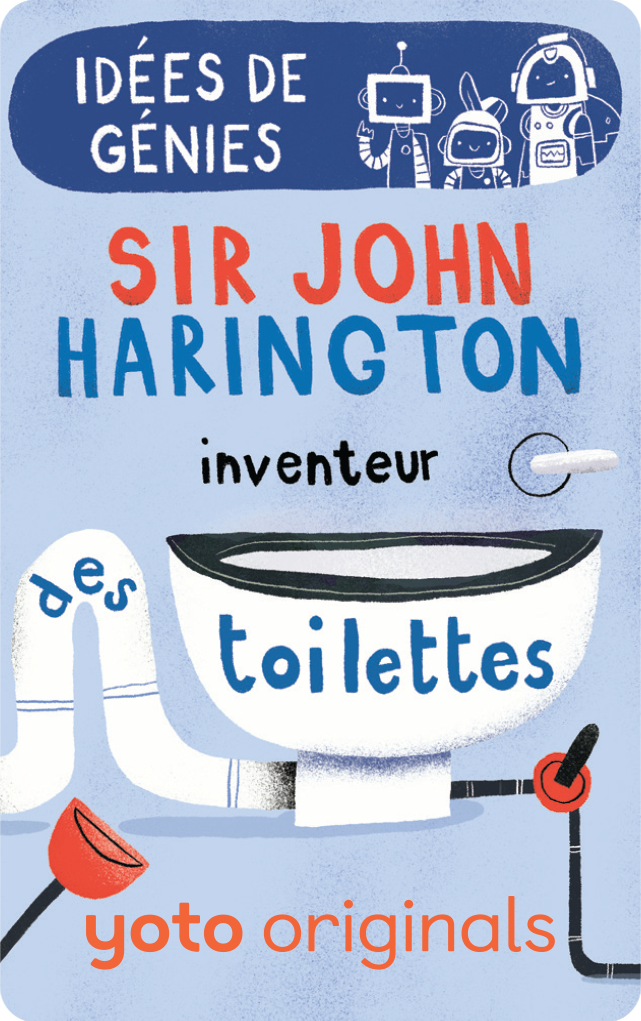 IDÉES DE
GÉNIES
SIR JOHN
HARINGTON
inventeur
des
toilettes
yoto originals